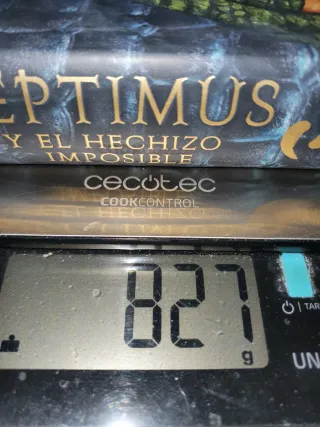 EPTIMUS
Y EL HECHIZO
IMPOSIBLE
cecotec
COOKCONTROL
827
g
TAR
UN